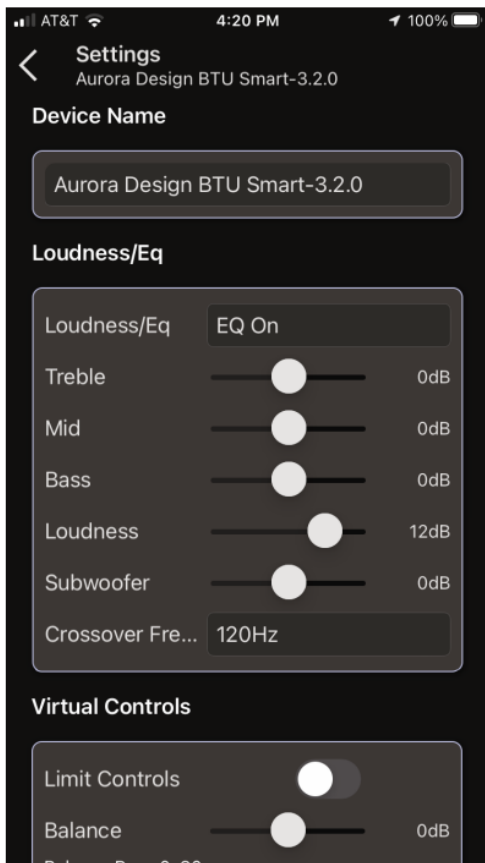 AT&T 4:20 PM 100%
Settings
Aurora Design BTU Smart-3.2.0
Device Name
Aurora Design BTU Smart-3.2.0
Loudness/Eq
Loudness/Eq EQ On
Treble 0dB
Mid 0dB
Bass 0dB
Loudness 12dB
Subwoofer 0dB
Crossover Fre... 120Hz
Virtual Controls
Limit Controls
Balance 0dB